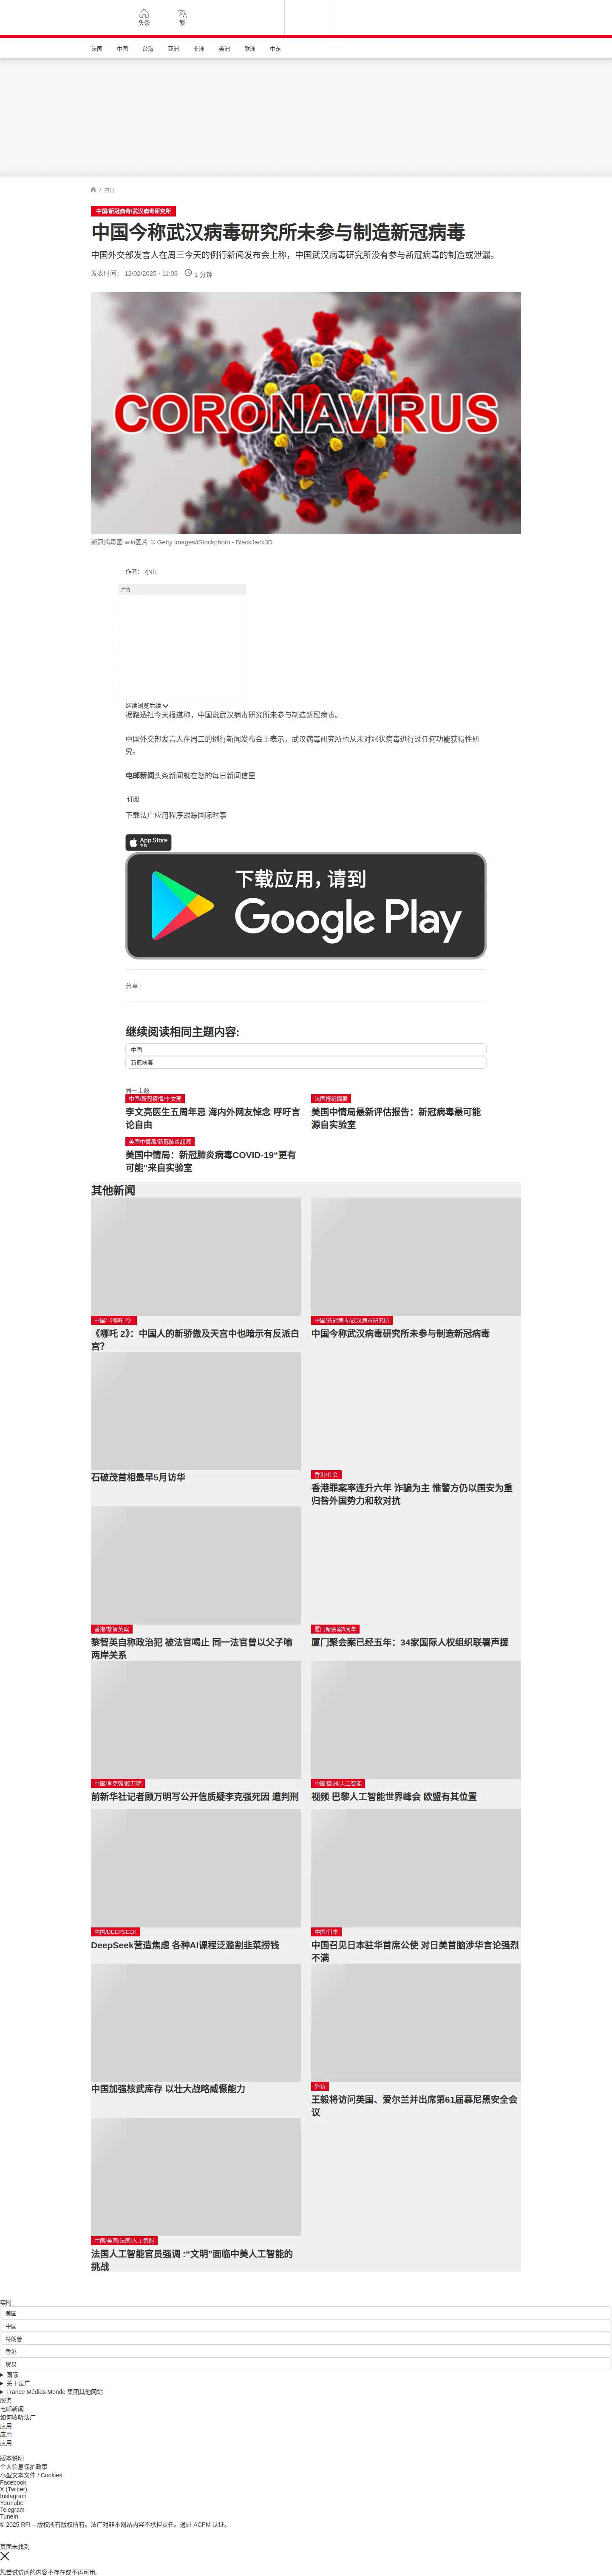 头条
繁
法国
中国
台海
亚洲
非洲
美洲
欧洲
中东
/ 中国
中国/新冠病毒/武汉病毒研究所
中国今称武汉病毒研究所未参与制造新冠病毒
中国外交部发言人在周三今天的例行新闻发布会上称，中国武汉病毒研究所没有参与新冠病毒的制造或泄漏。
发表时间： 12/02/2025 - 11:03
1 分钟
CORONAVIRUS
新冠病毒图 wiki图片 © Getty Images/iStockphoto - BlackJack3D
作者： 小山
广告
继续浏览后续
据路透社今天报道称，中国说武汉病毒研究所未参与制造新冠病毒。
中国外交部发言人在周三的例行新闻发布会上表示，武汉病毒研究所也从未对冠状病毒进行过任何功能获得性研
究。
电邮新闻头条新闻就在您的每日新闻信里
订阅
下载法广应用程序跟踪国际时事
App Store
下载
下载应用，请到
Google Play
分享 :
继续阅读相同主题内容:
中国
新冠病毒
同一主题
中国/新冠疫情/李文亮
李文亮医生五周年忌 海内外网友悼念 呼吁言
论自由
法国报纸摘要
美国中情局最新评估报告：新冠病毒最可能
源自实验室
美国中情局/新冠肺炎起源
美国中情局：新冠肺炎病毒COVID-19“更有
可能”来自实验室
其他新闻
中国/《哪吒 2》
《哪吒 2》：中国人的新骄傲及天宫中也暗示有反派白
宫？
中国/新冠病毒/武汉病毒研究所
中国今称武汉病毒研究所未参与制造新冠病毒
石破茂首相最早5月访华
香港/社会
香港罪案率连升六年 诈骗为主 惟警方仍以国安为重
归咎外国势力和软对抗
香港/黎智英案
黎智英自称政治犯 被法官喝止 同一法官曾以父子喻
两岸关系
厦门聚会案5周年
厦门聚会案已经五年：34家国际人权组织联署声援
中国/李克强/顾万明
前新华社记者顾万明写公开信质疑李克强死因 遭判刑
中国/欧洲/人工智能
视频 巴黎人工智能世界峰会 欧盟有其位置
中国/DEEPSEEK
DeepSeek营造焦虑 各种AI课程泛滥割韭菜捞钱
中国/日本
中国召见日本驻华首席公使 对日美首脑涉华言论强烈
不满
中国加强核武库存 以壮大战略威慑能力
外访
王毅将访问英国、爱尔兰并出席第61届慕尼黑安全会
议
中国/美国/法国/人工智能
法国人工智能官员强调 :“文明”面临中美人工智能的
挑战
实时
美国
中国
特朗普
香港
贸易
国际
关于法广
France Médias Monde 集团其他网站
服务
电邮新闻
如何收听法广
应用
应用
应用
版本说明
个人信息保护政策
小型文本文件 / Cookies
Facebook
X (Twitter)
Instagram
YouTube
Telegram
TuneIn
© 2025 RFI – 版权所有版权所有。法广对非本网站内容不承担责任。通过 ACPM 认证。
页面未找到
您尝试访问的内容不存在或不再可用。